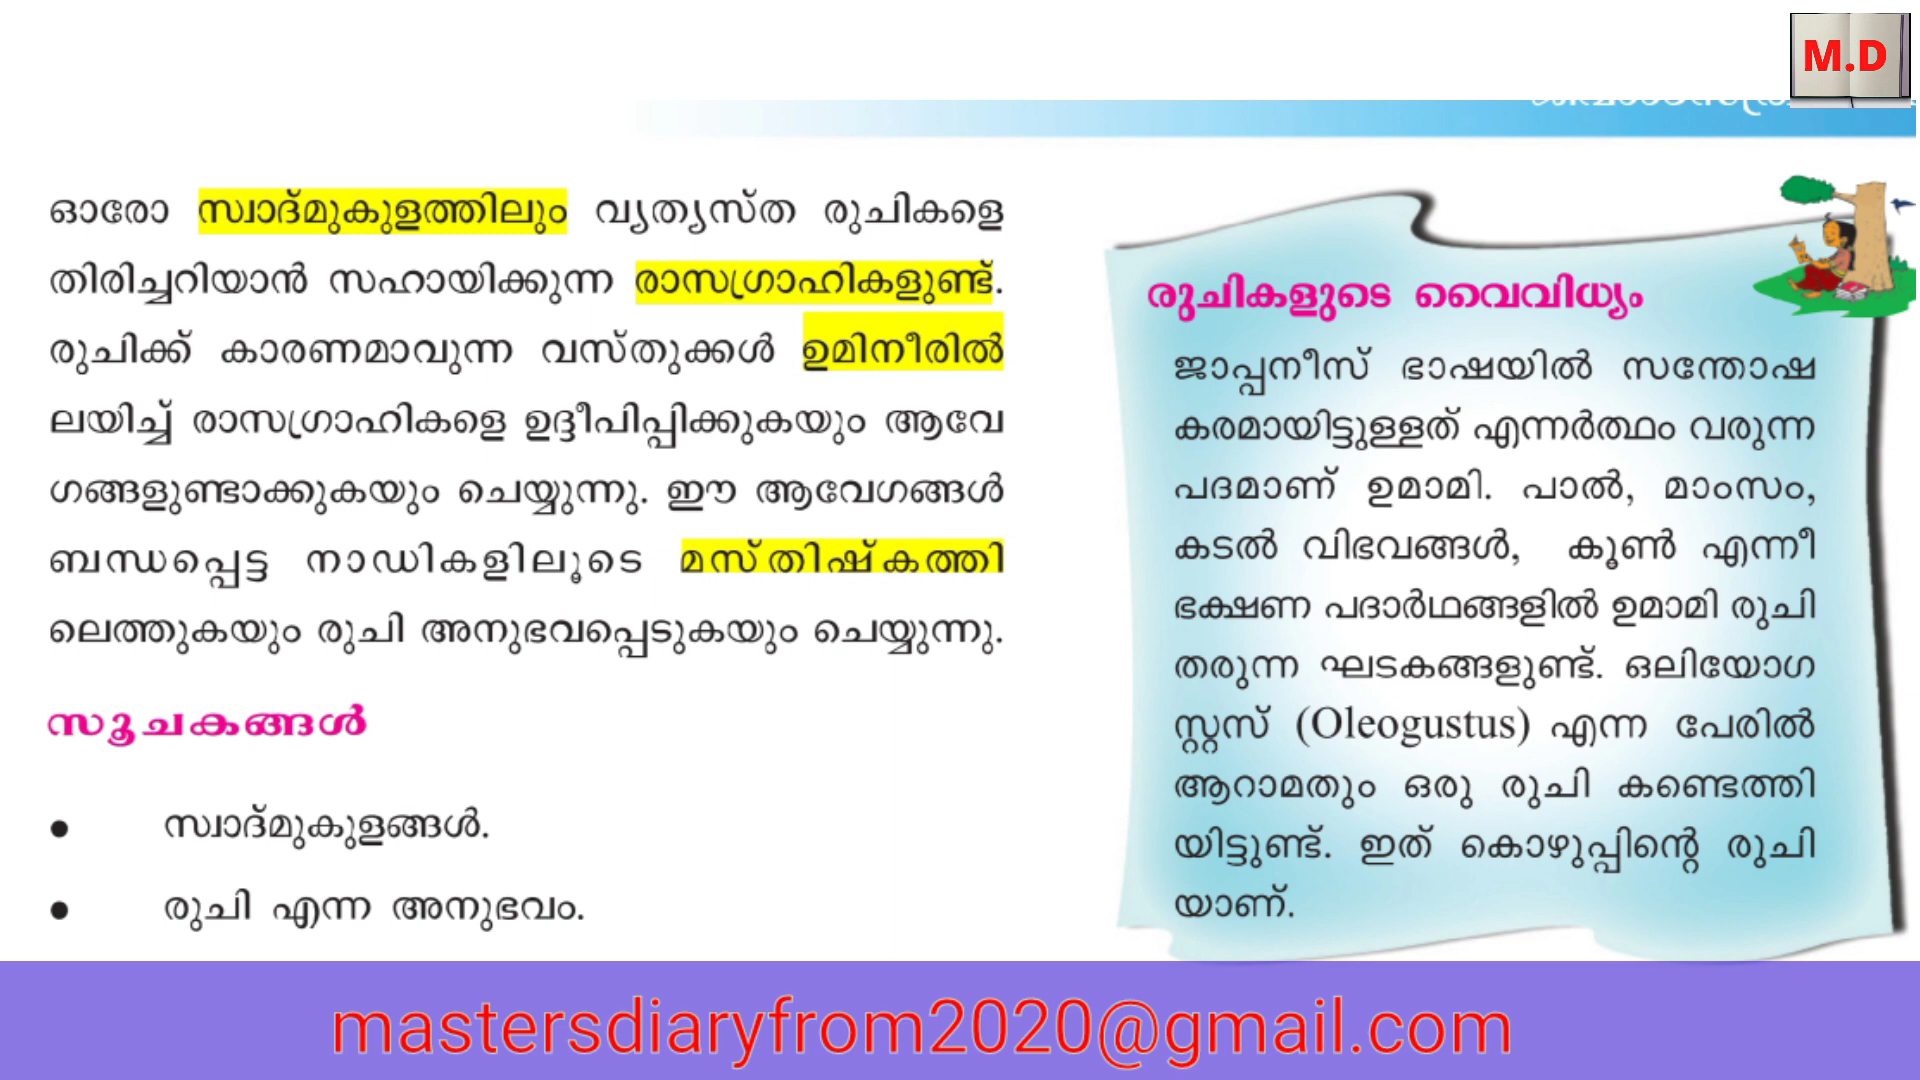 M.D
ഓരോ സ്വാദ്മുകുളത്തിലും വ്യത്യസ്ത രുചികളെ
തിരിച്ചറിയാൻ സഹായിക്കുന്ന രാസഗ്രാഹികളുണ്ട്.
രുചിക്ക് കാരണമാവുന്ന വസ്തുക്കൾ ഉമിനീരിൽ
ലയിച്ച് രാസഗ്രാഹികളെ ഉദ്ദീപിപ്പിക്കുകയും ആവേ
ഗങ്ങളുണ്ടാക്കുകയും ചെയ്യുന്നു. ഈ ആവേഗങ്ങൾ
ബന്ധപ്പെട്ട നാഡികളിലൂടെ മസ്തിഷ്കത്തി
ലെത്തുകയും രുചി അനുഭവപ്പെടുകയും ചെയ്യുന്നു.
സൂചകങ്ങൾ
• സ്വാദ്മുകുളങ്ങൾ.
• രുചി എന്ന അനുഭവം.
രുചികളുടെ വൈവിധ്യം
ജാപ്പനീസ് ഭാഷയിൽ സന്തോഷ
കരമായിട്ടുള്ളത് എന്നർത്ഥം വരുന്ന
പദമാണ് ഉമാമി. പാൽ, മാംസം,
കടൽ വിഭവങ്ങൾ, കൂൺ എന്നീ
ഭക്ഷണ പദാർഥങ്ങളിൽ ഉമാമി രുചി
തരുന്ന ഘടകങ്ങളുണ്ട്. ഒലിയോഗ
സ്റ്റസ് (Oleogustus) എന്ന പേരിൽ
ആറാമതും ഒരു രുചി കണ്ടെത്തി
യിട്ടുണ്ട്. ഇത് കൊഴുപ്പിന്റെ രുചി
യാണ്.
mastersdiaryfrom2020@gmail.com